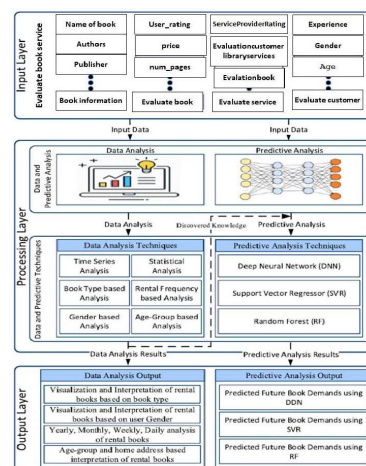 Input Layer
Evaluate book service
Name of book
Authors
Publisher
Book information
User_rating
price
num_pages
Evaluate book
ServiceProviderRating
Evaluationcustomer
libraryservices
Evalationbook
Evaluate service
Experience
Gender
Age
Evaluate customer
Input Data
Input Data
Processing Layer
Data and
Predictive Analysis
Data Analysis
Predictive Analysis
Data Analysis
Discovered Knowledge
Predictive Analysis
Data and Predictive Techniques
Data Analysis Techniques
Time Series
Analysis
Statistical
Analysis
Book Type based
Analysis
Rental Frequency
based Analysis
Gender based
Analysis
Age-Group based
Analysis
Predictive Analysis Techniques
Deep Neural Network (DNN)
Support Vector Regressor (SVR)
Random Forest (RF)
Data Analysis Results
Predictive Analysis Results
Output Layer
Data Analysis Output
Visualization and Interpretation of rental
books based on book type
Visualization and Interpretation of rental
books based on user Gender
Yearly, Monthly, Weekly, Daily analysis
of rental books
Age-group and home address based
interpretation of rental books
Predictive Analysis Output
Predicted Future Book Demands using
DDN
Predicted Future Book Demands using
SVR
Predicted Future Book Demands using
RF